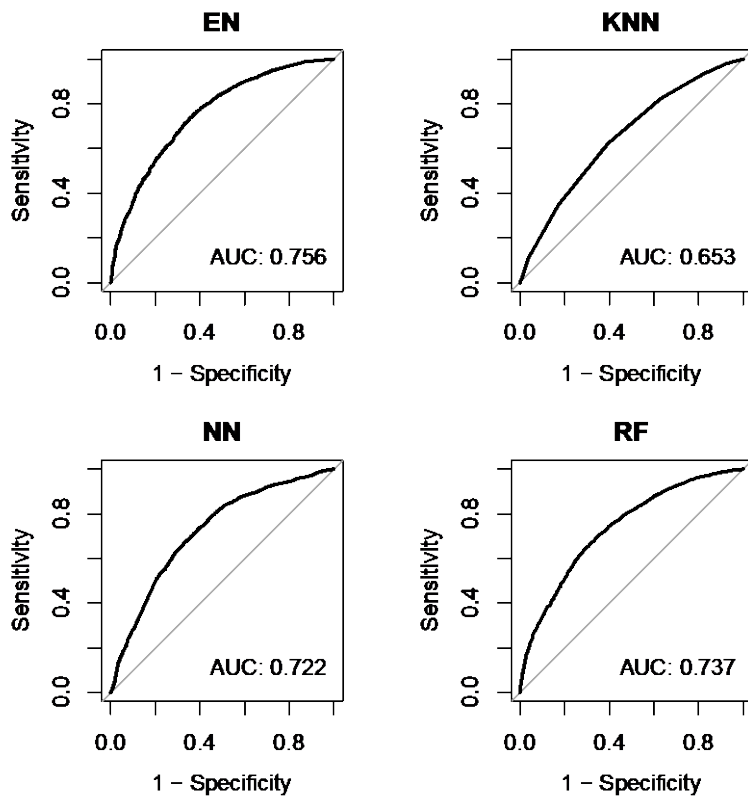 EN
0.8
0.4
0.0
Sensitivity
AUC: 0.756
0.0 0.4 0.8
1 − Specificity
KNN
0.8
0.4
0.0
Sensitivity
AUC: 0.653
0.0 0.4 0.8
1 − Specificity
NN
0.8
0.4
0.0
Sensitivity
AUC: 0.722
0.0 0.4 0.8
1 − Specificity
RF
0.8
0.4
0.0
Sensitivity
AUC: 0.737
0.0 0.4 0.8
1 − Specificity